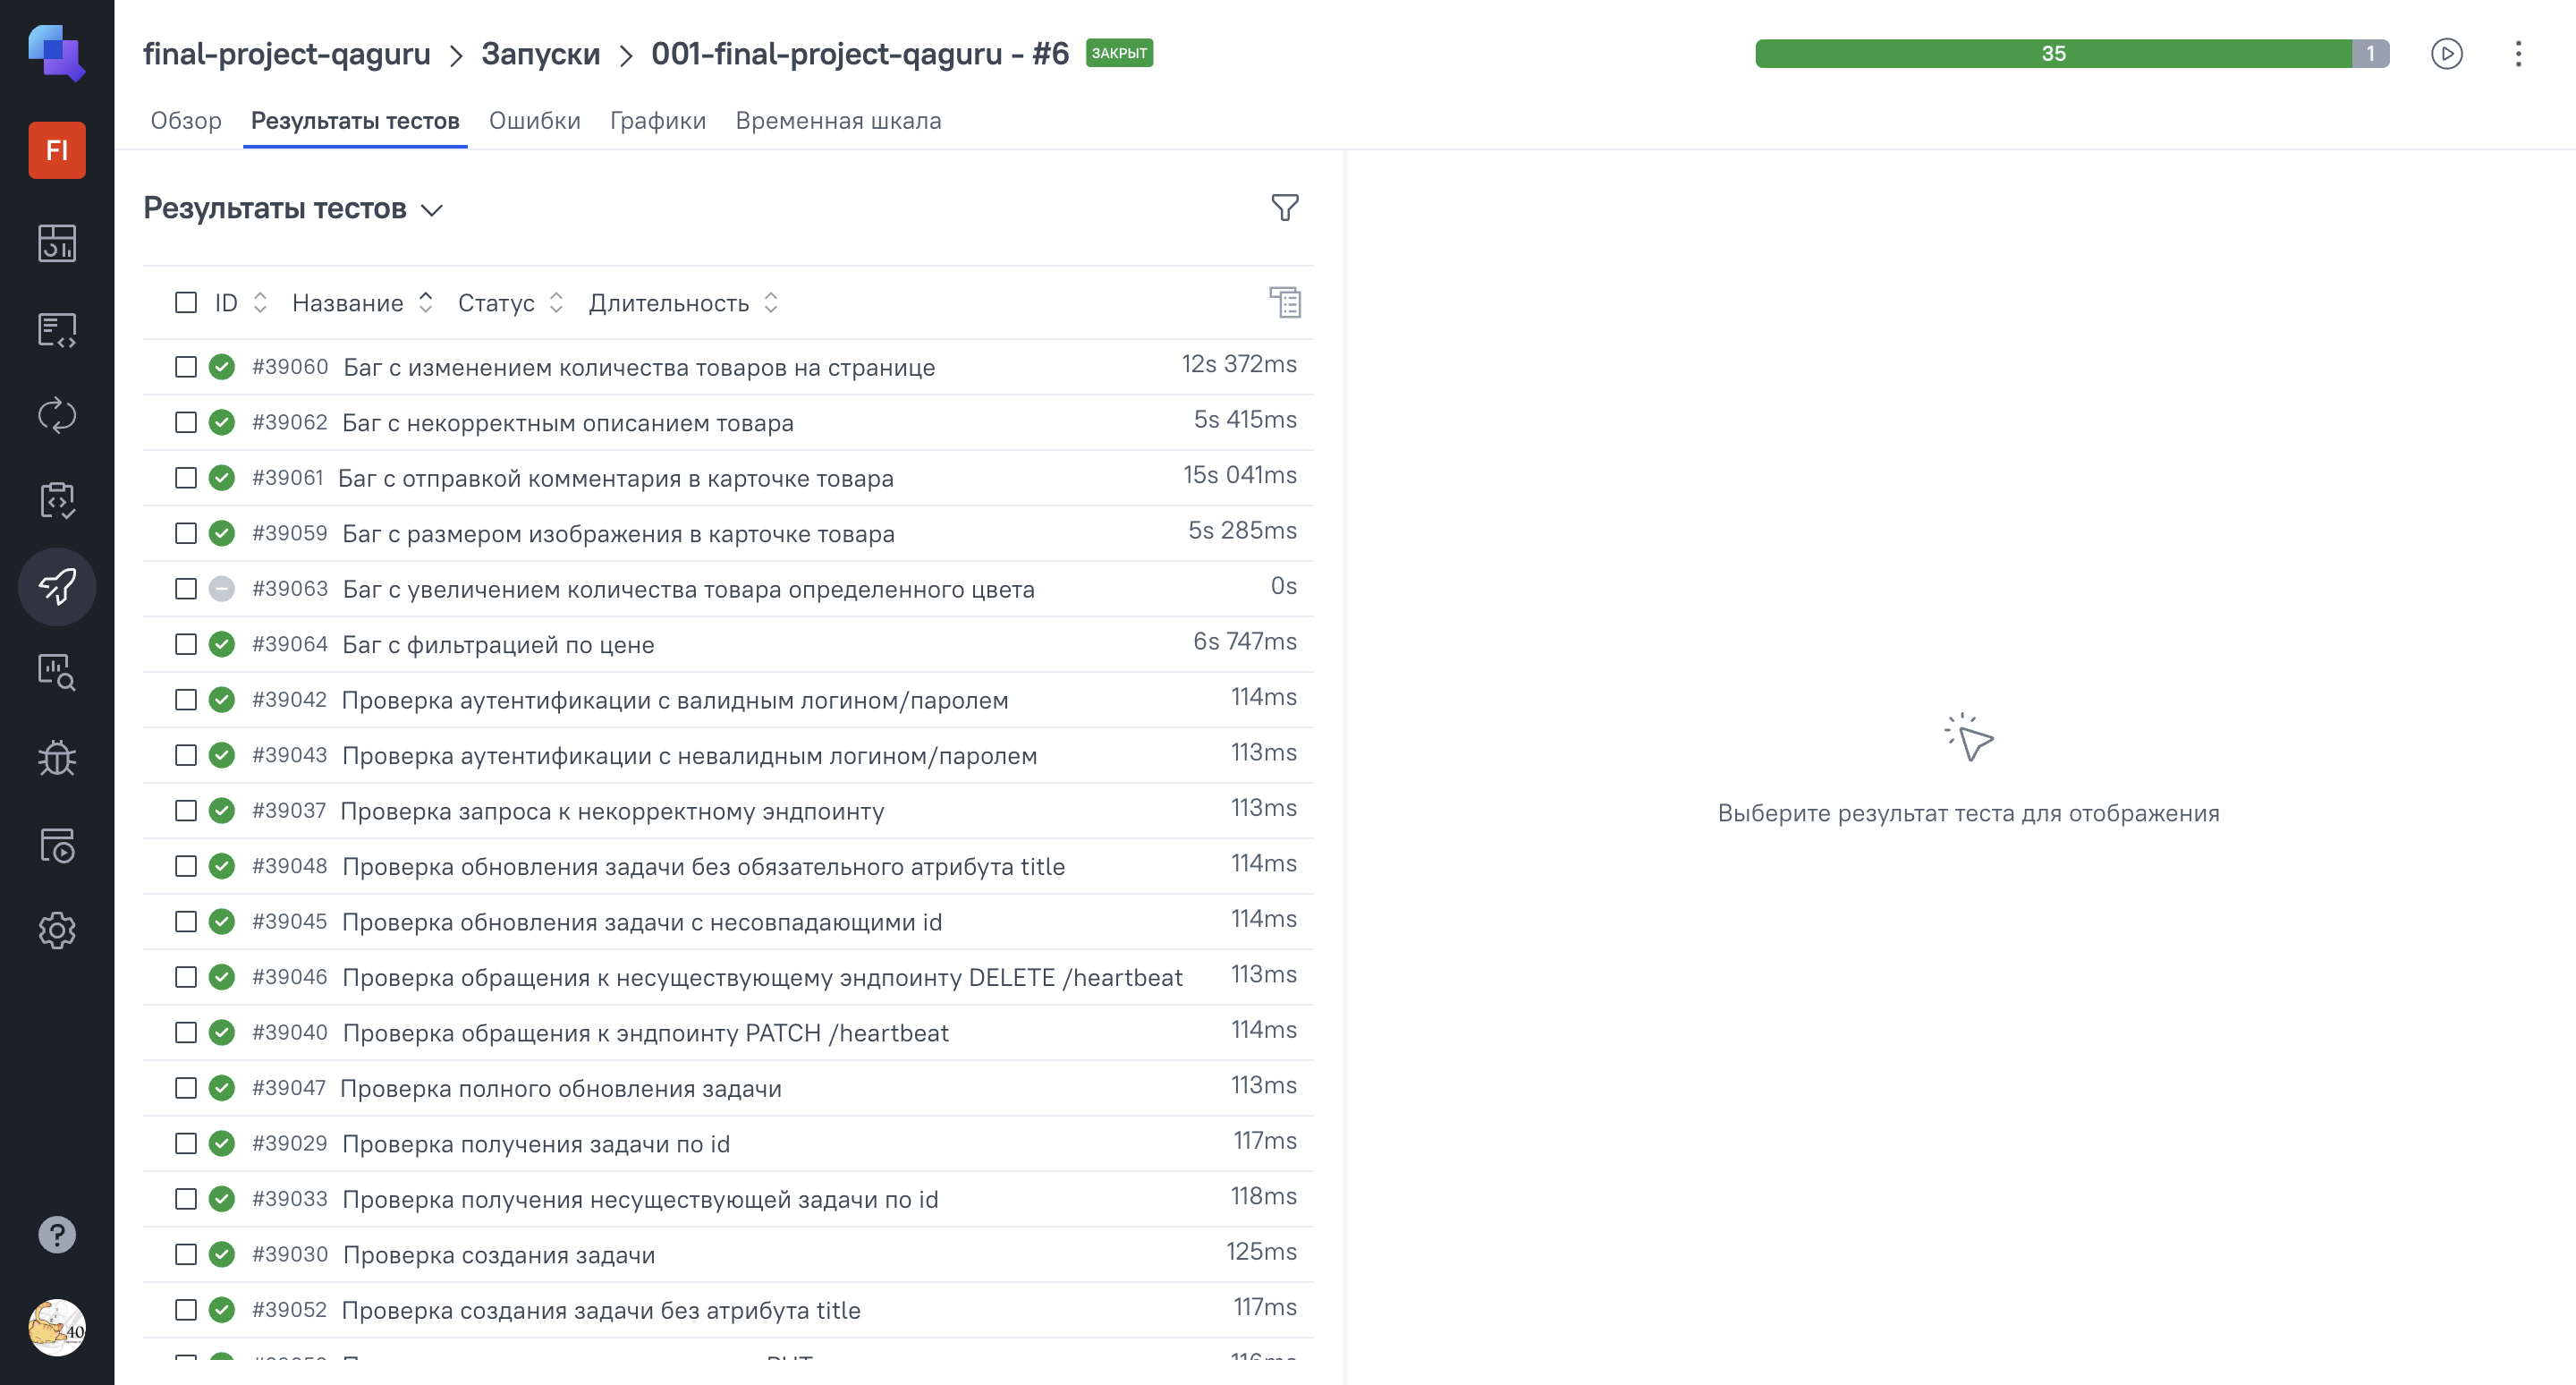 final-project-qaguru > Запуски > 001-final-project-qaguru - #6 ЗАКРЫТ 35 1
FI
Обзор Результаты тестов Ошибки Графики Временная шкала
Результаты тестов
ID Название Статус Длительность
#39060 Баг с изменением количества товаров на странице 12s 372ms
#39062 Баг с некорректным описанием товара 5s 415ms
#39061 Баг с отправкой комментария в карточке товара 15s 041ms
#39059 Баг с размером изображения в карточке товара 5s 285ms
#39063 Баг с увеличением количества товара определенного цвета 0s
#39064 Баг с фильтрацией по цене 6s 747ms
#39042 Проверка аутентификации с валидным логином/паролем 114ms
#39043 Проверка аутентификации с невалидным логином/паролем 113ms
#39037 Проверка запроса к некорректному эндпоинту 113ms
#39048 Проверка обновления задачи без обязательного атрибута title 114ms
#39045 Проверка обновления задачи с несовпадающими id 114ms
#39046 Проверка обращения к несуществующему эндпоинту DELETE /heartbeat 113ms
#39040 Проверка обращения к эндпоинту PATCH /heartbeat 114ms
#39047 Проверка полного обновления задачи 113ms
#39029 Проверка получения задачи по id 117ms
#39033 Проверка получения несуществующей задачи по id 118ms
#39030 Проверка создания задачи 125ms
#39052 Проверка создания задачи без атрибута title 117ms
116ms
Выберите результат теста для отображения
?
40